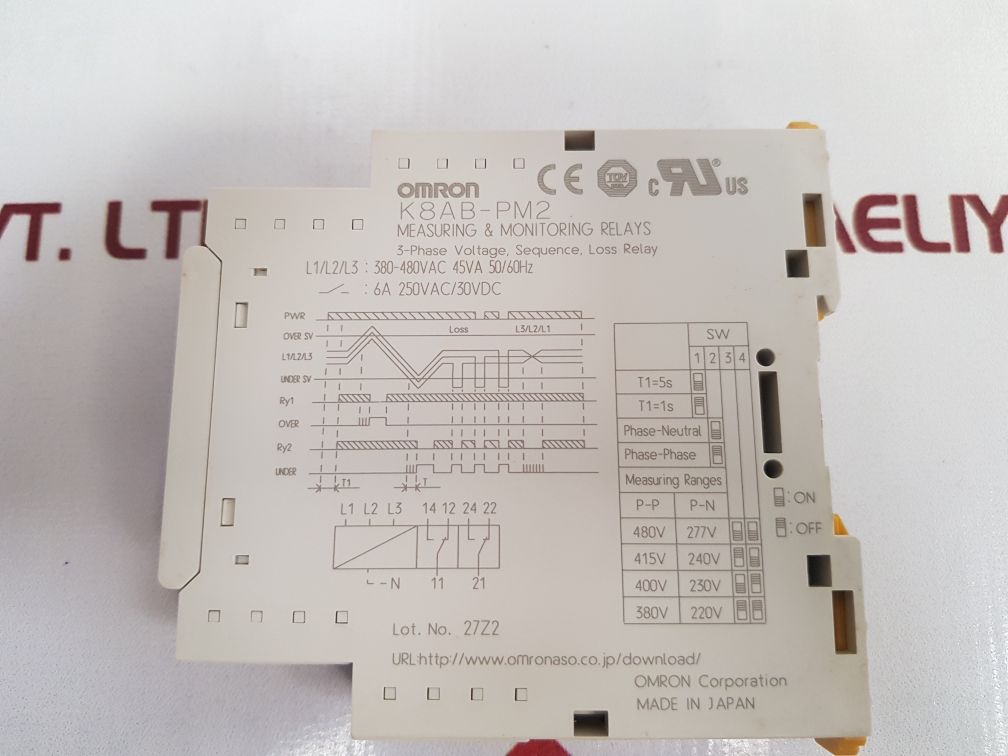 VT. LT
AELIY
OMRON
CE TÜV c RU ® US
K8AB-PM2
MEASURING & MONITORING RELAYS
3-Phase Voltage, Sequence, Loss Relay
L1/L2/L3 : 380-480VAC 45VA 50/60Hz
: 6A 250VAC/30VDC
PWR
OVER SV Loss L3/L2/L1
L1/L2/L3
UNDER SV
Ry1
OVER
Ry2
UNDER
T1 T
L1 L2 L3 14 12 24 22
N 11 21
SW
1 2 3 4
T1=5s
T1=1s
Phase-Neutral
Phase-Phase
Measuring Ranges
P-P P-N
480V 277V
415V 240V
400V 230V
380V 220V
:ON
:OFF
Lot. No. 27Z2
URL:http://www.omronaso.co.jp/download/
OMRON Corporation
MADE IN JAPAN